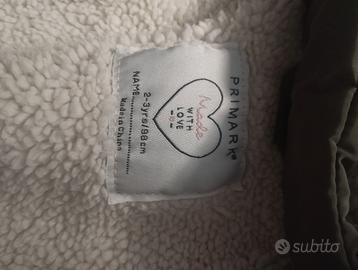 PRIMARK®
Made
WITH
LOVE
2-3yrs/98cm
NAME
Made in China
subito